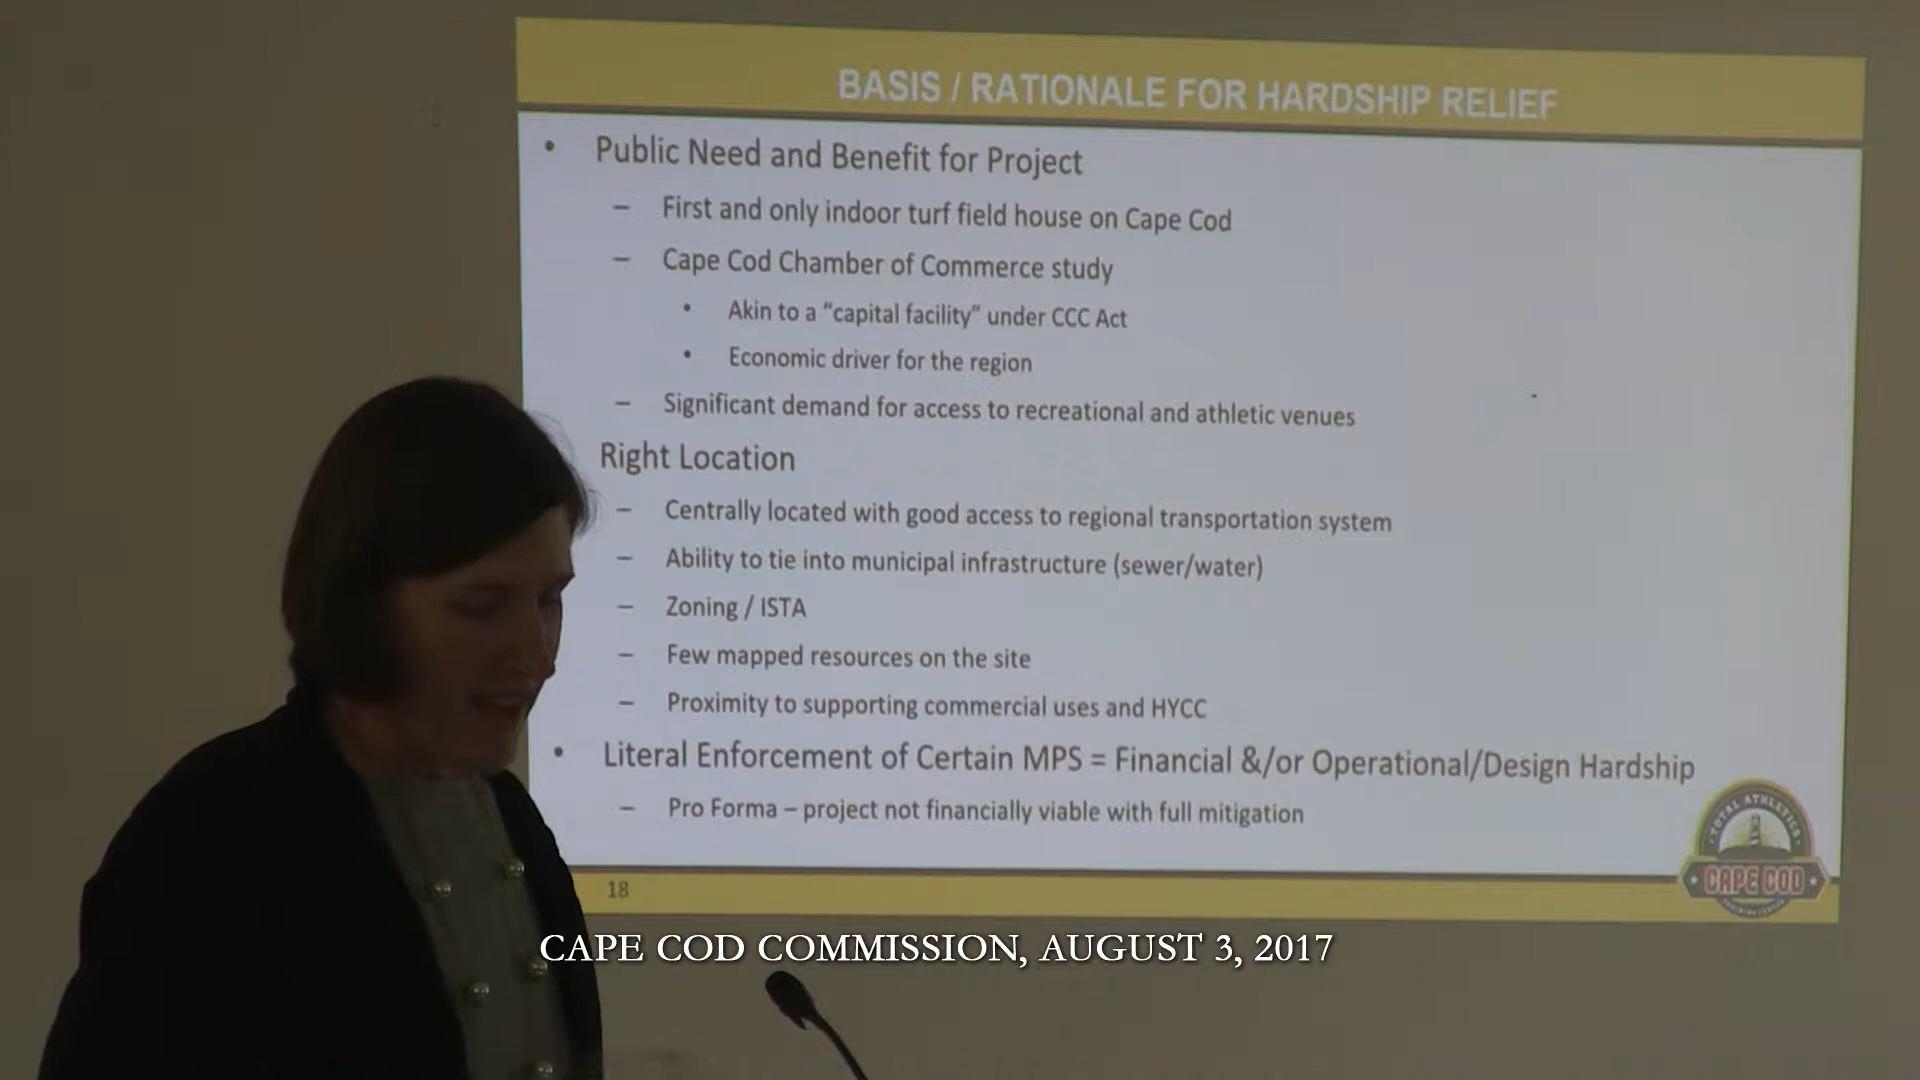 BASIS / RATIONALE FOR HARDSHIP RELIEF
• Public Need and Benefit for Project
– First and only indoor turf field house on Cape Cod
– Cape Cod Chamber of Commerce study
• Akin to a “capital facility” under CCC Act
• Economic driver for the region
– Significant demand for access to recreational and athletic venues
Right Location
– Centrally located with good access to regional transportation system
– Ability to tie into municipal infrastructure (sewer/water)
– Zoning / ISTA
– Few mapped resources on the site
– Proximity to supporting commercial uses and HYCC
• Literal Enforcement of Certain MPS = Financial &/or Operational/Design Hardship
– Pro Forma – project not financially viable with full mitigation
TOTAL ATHLETICS
CAPE COD
18
CAPE COD COMMISSION, AUGUST 3, 2017